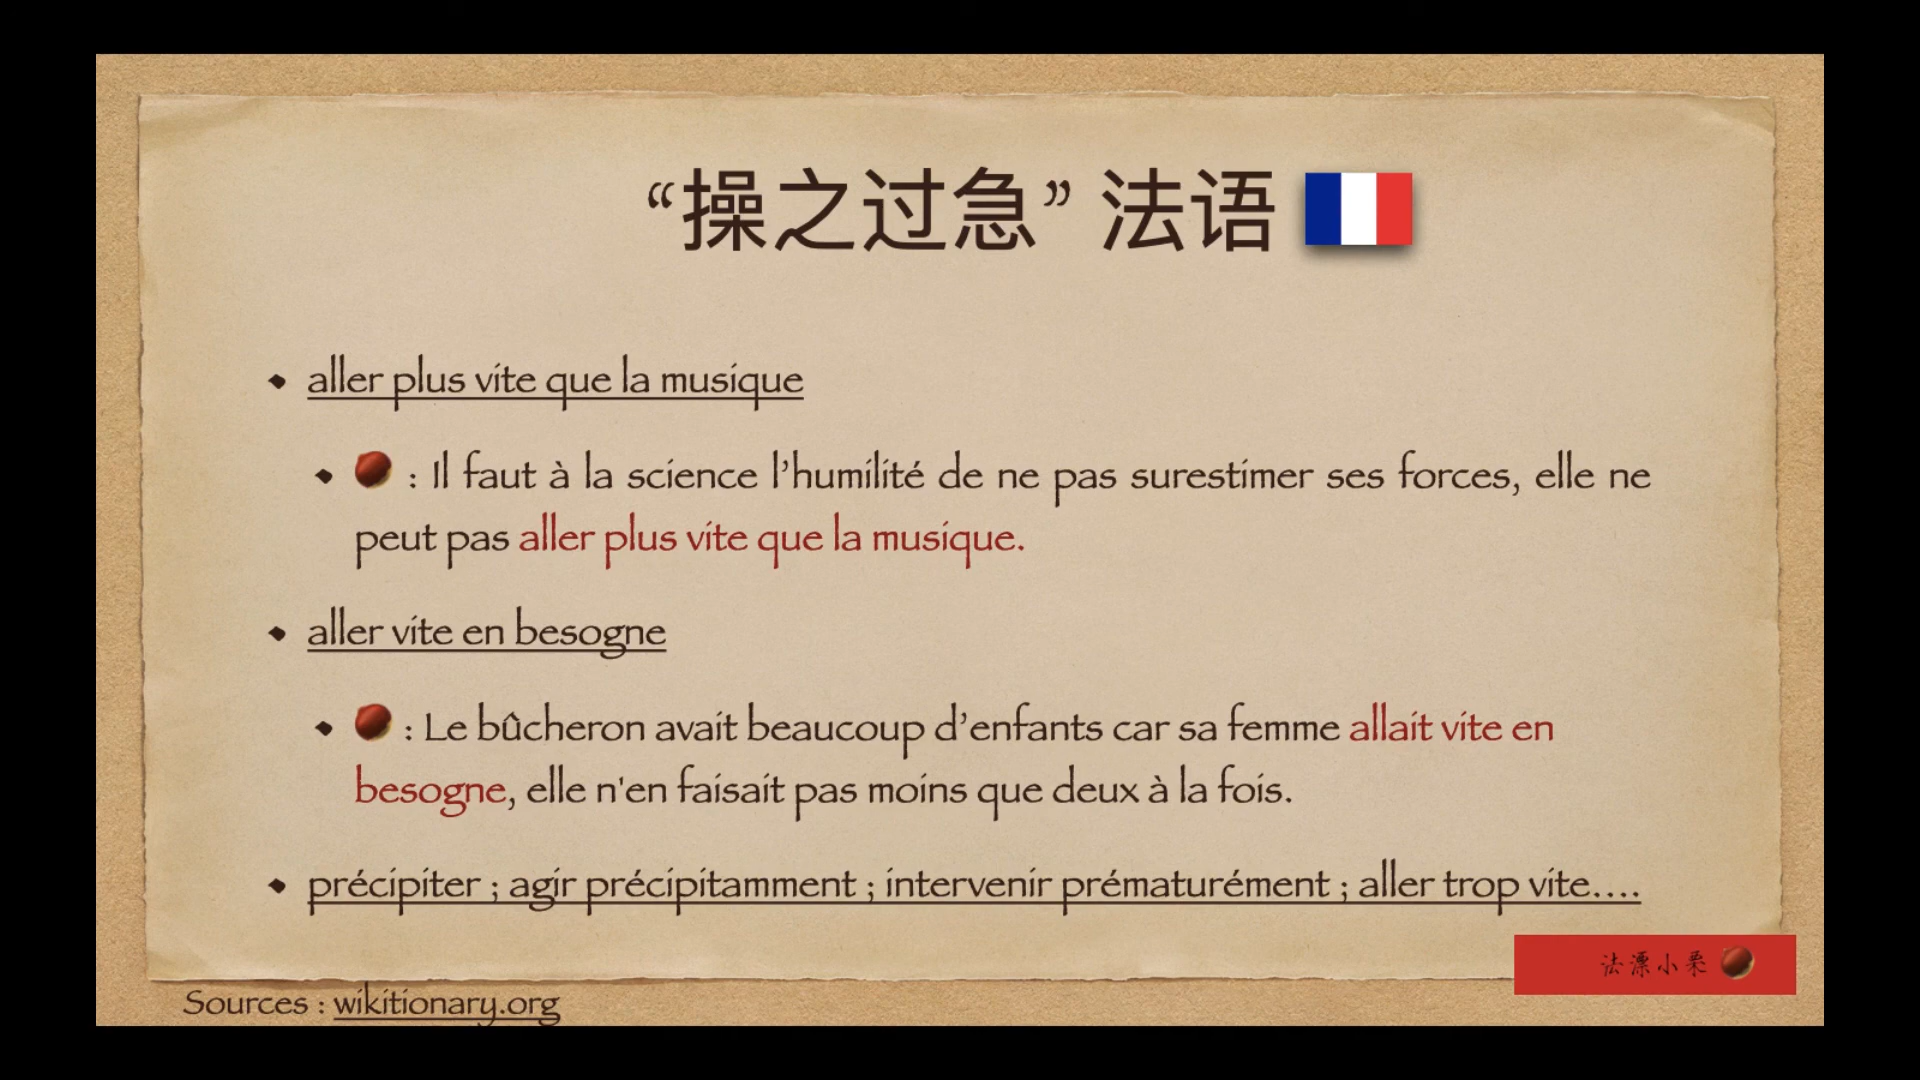 “操之过急” 法语
aller plus vite que la musique
: Il faut à la science l’humilité de ne pas surestimer ses forces, elle ne
peut pas aller plus vite que la musique.
aller vite en besogne
: Le bûcheron avait beaucoup d’enfants car sa femme allait vite en
besogne, elle n'en faisait pas moins que deux à la fois.
précipiter ; agir précipitamment ; intervenir prématurément ; aller trop vite....
法漂小栗
Sources : wikitionary.org